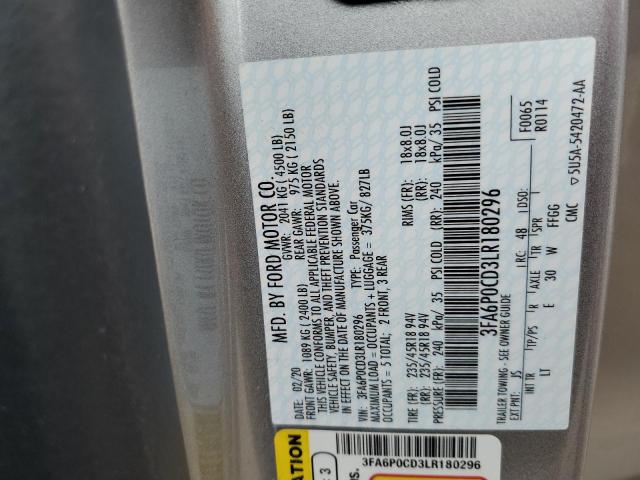 MFD. BY FORD MOTOR CO.
DATE: 02/20 GVWR: 2041 KG ( 4500 LB)
FRONT GAWR: 1089 KG ( 2400 LB) REAR GAWR: 975 KG ( 2150 LB)
THIS VEHICLE CONFORMS TO ALL APPLICABLE FEDERAL MOTOR
VEHICLE SAFETY, BUMPER, AND THEFT PREVENTION STANDARDS
IN EFFECT ON THE DATE OF MANUFACTURE SHOWN ABOVE.
VIN: 3FA6P0CD3LR180296 TYPE: Passenger Car
MAXIMUM LOAD = OCCUPANTS + LUGGAGE = 375KG/ 827LB
OCCUPANTS = 5 TOTAL; 2 FRONT, 3 REAR
TIRE (FR): 235/45R18 94V RIMS (FR): 18x8.0J
(RR): 235/45R18 94V (RR): 18x8.0J
PRESSURE (FR): 240 kPa/ 35 PSI COLD (RR): 240 kPa/ 35 PSI COLD
3FA6P0CD3LR180296
TRAILER TOWING - SEE OWNER GUIDE
EXT PNT: JS RC: 48 DSO: F0065
R0114
INT TR TP/PS R AXLE TR SPR
LT E 30 W FFGG
CMC ▽5U5A-5420472-AA
3FA6P0CD3LR180296